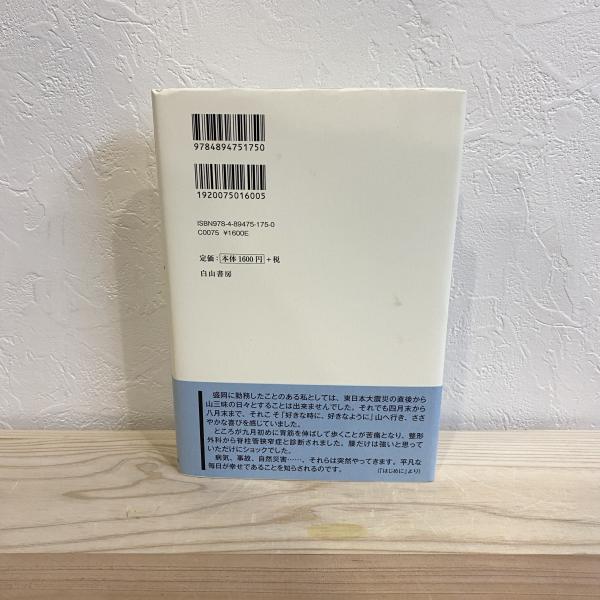 9784894751750
1920075016005
ISBN978-4-89475-175-0
C0075 ¥1600E
定価：本体1600円＋税
白山書房
盛岡に勤務したことのある私としては、東日本大震災の直後から
山三昧の日々とすることは出来ませんでした。それでも四月末から
八月末まで、それこそ「好きな時に、好きなように」山へ行き、ささ
やかな喜びを感じていました。
ところが九月初めに背筋を伸ばして歩くことが苦痛となり、整形
外科から脊柱管狭窄症と診断されました。腰だけは強いと思って
いただけにショックでした。
病気、事故、自然災害……、それらは突然やってきます。平凡な
毎日が幸せであることを知らされるのです。
（「はじめに」より）